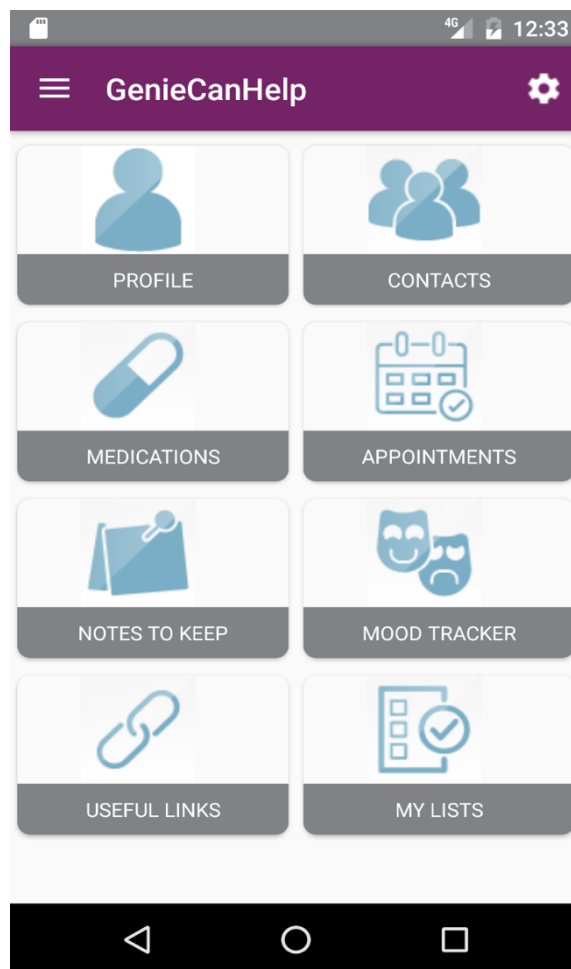 4G 12:33
GenieCanHelp
PROFILE CONTACTS
MEDICATIONS APPOINTMENTS
NOTES TO KEEP MOOD TRACKER
USEFUL LINKS MY LISTS